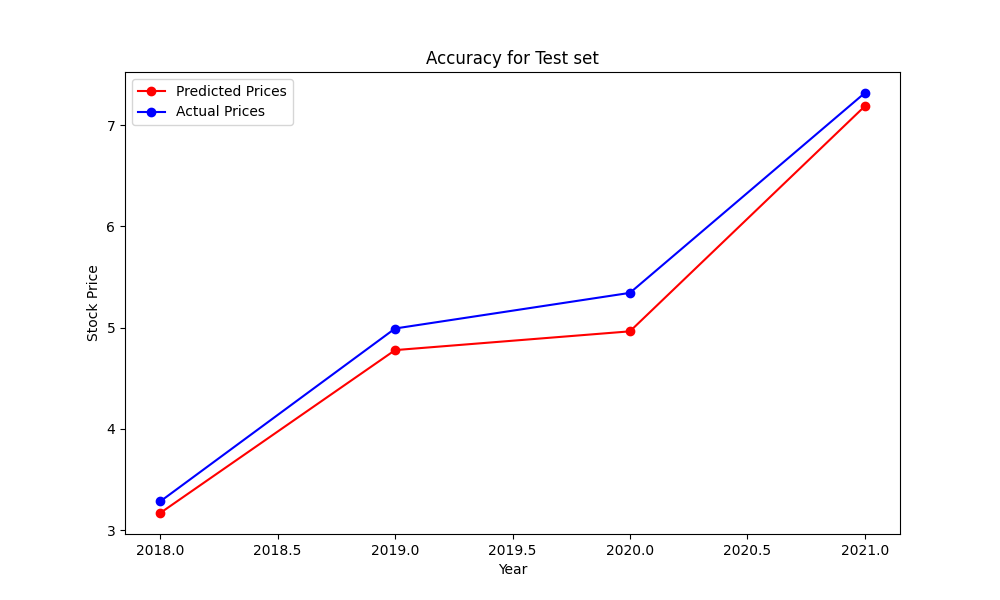 Accuracy for Test set
Predicted Prices
Actual Prices
7
6
5
4
3
Stock Price
2018.0 2018.5 2019.0 2019.5 2020.0 2020.5 2021.0
Year